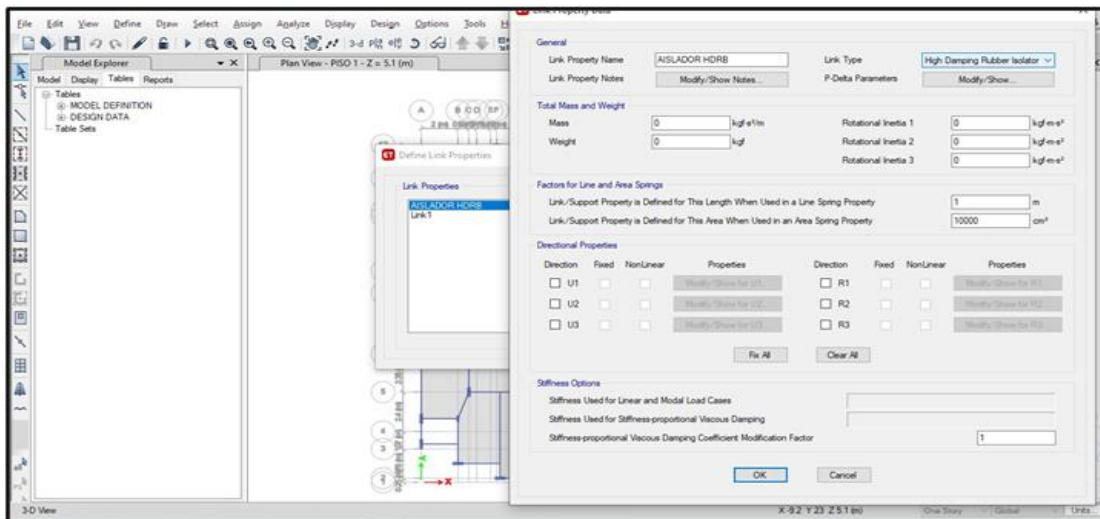 File Edit View Define Draw Select Assign Analyze Display Design Options Tools
Model Explorer
Plan View - PISO 1 - Z = 5.1 (m)
Model Display Tables Reports
Tables
MODEL DEFINITION
DESIGN DATA
Table Sets
A B C D E F
Define Link Properties
Link Properties
AISLADOR HDRB
Link1
5
4
3
2
Y
X
Link Property Data
General
Link Property Name AISLADOR HDRB Link Type High Damping Rubber Isolator
Link Property Notes Modify/Show Notes... P-Delta Parameters Modify/Show...
Total Mass and Weight
Mass 0 kgf-s²/m Rotational Inertia 1 0 kgf-m-s²
Weight 0 kgf Rotational Inertia 2 0 kgf-m-s²
Rotational Inertia 3 0 kgf-m-s²
Factors for Line and Area Springs
Link/Support Property is Defined for This Length When Used in a Line Spring Property 1 m
Link/Support Property is Defined for This Area When Used in an Area Spring Property 10000 cm²
Directional Properties
Direction Fixed NonLinear Properties Direction Fixed NonLinear Properties
U1 Modify/Show for U1... R1 Modify/Show for R1...
U2 Modify/Show for U2... R2 Modify/Show for R2...
U3 Modify/Show for U3... R3 Modify/Show for R3...
Fix All Clear All
Stiffness Options
Stiffness Used for Linear and Modal Load Cases
Stiffness Used for Stiffness-proportional Viscous Damping
Stiffness-proportional Viscous Damping Coefficient Modification Factor 1
OK Cancel
3-D View X -9.2 Y 23 Z 5.1 (m) One Story Global Units...